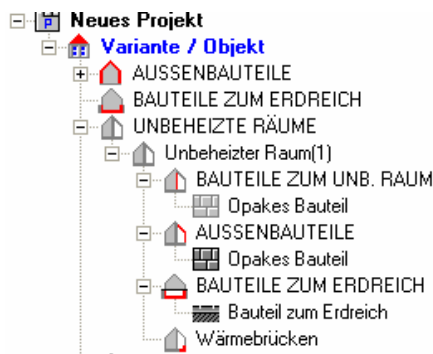 Neues Projekt
Variante / Objekt
AUSSENBAUTEILE
BAUTEILE ZUM ERDREICH
UNBEHEIZTE RÄUME
Unbeheizter Raum(1)
BAUTEILE ZUM UNB. RAUM
Opakes Bauteil
AUSSENBAUTEILE
Opakes Bauteil
BAUTEILE ZUM ERDREICH
Bauteil zum Erdreich
Wärmebrücken